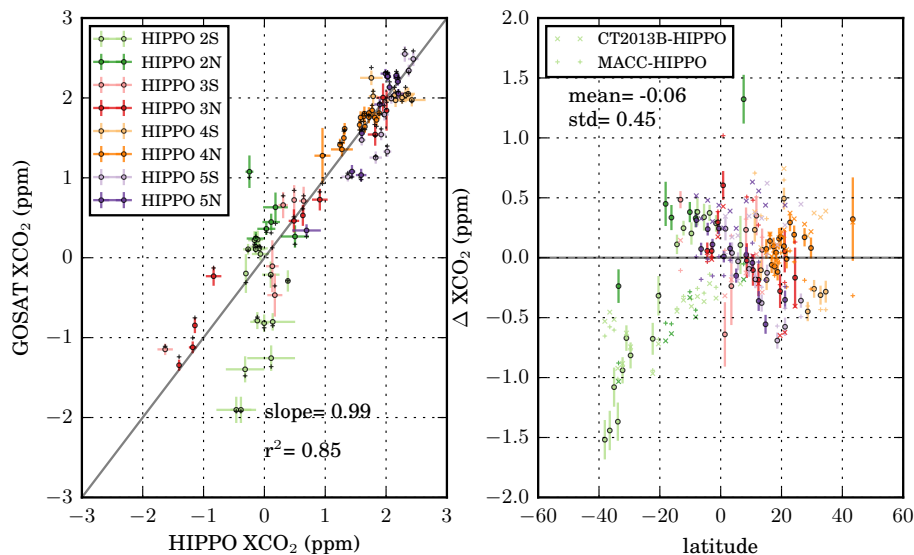 HIPPO 2S
HIPPO 2N
HIPPO 3S
HIPPO 3N
HIPPO 4S
HIPPO 4N
HIPPO 5S
HIPPO 5N
slope= 0.99
r²= 0.85
3
2
1
0
−1
−2
−3
GOSAT XCO₂ (ppm)
−3
−2
−1
0
1
2
3
HIPPO XCO₂ (ppm)
CT2013B-HIPPO
MACC-HIPPO
mean= -0.06
std= 0.45
2.0
1.5
1.0
0.5
0.0
−0.5
−1.0
−1.5
−2.0
Δ XCO₂ (ppm)
−60
−40
−20
0
20
40
60
latitude